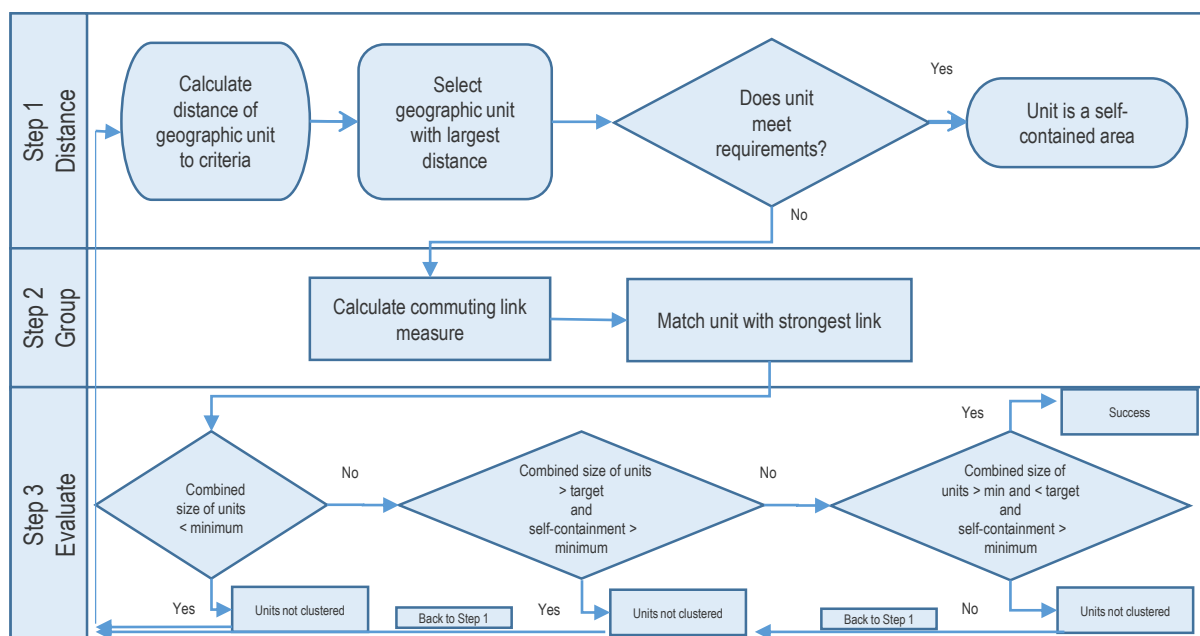 Step 1
Distance
Calculate
distance of
geographic unit
to criteria
Select
geographic unit
with largest
distance
Does unit
meet
requirements?
Yes
Unit is a self-
contained area
No
Step 2
Group
Calculate commuting link
measure
Match unit with strongest link
Step 3
Evaluate
Combined
size of units
< minimum
No
Combined size of units
> target
and
self-containment >
minimum
No
Combined size of
units > min and < target
and
self-containment >
minimum
Yes
Success
Yes
Units not clustered
Back to Step 1
Yes
Units not clustered
Back to Step 1
No
Units not clustered